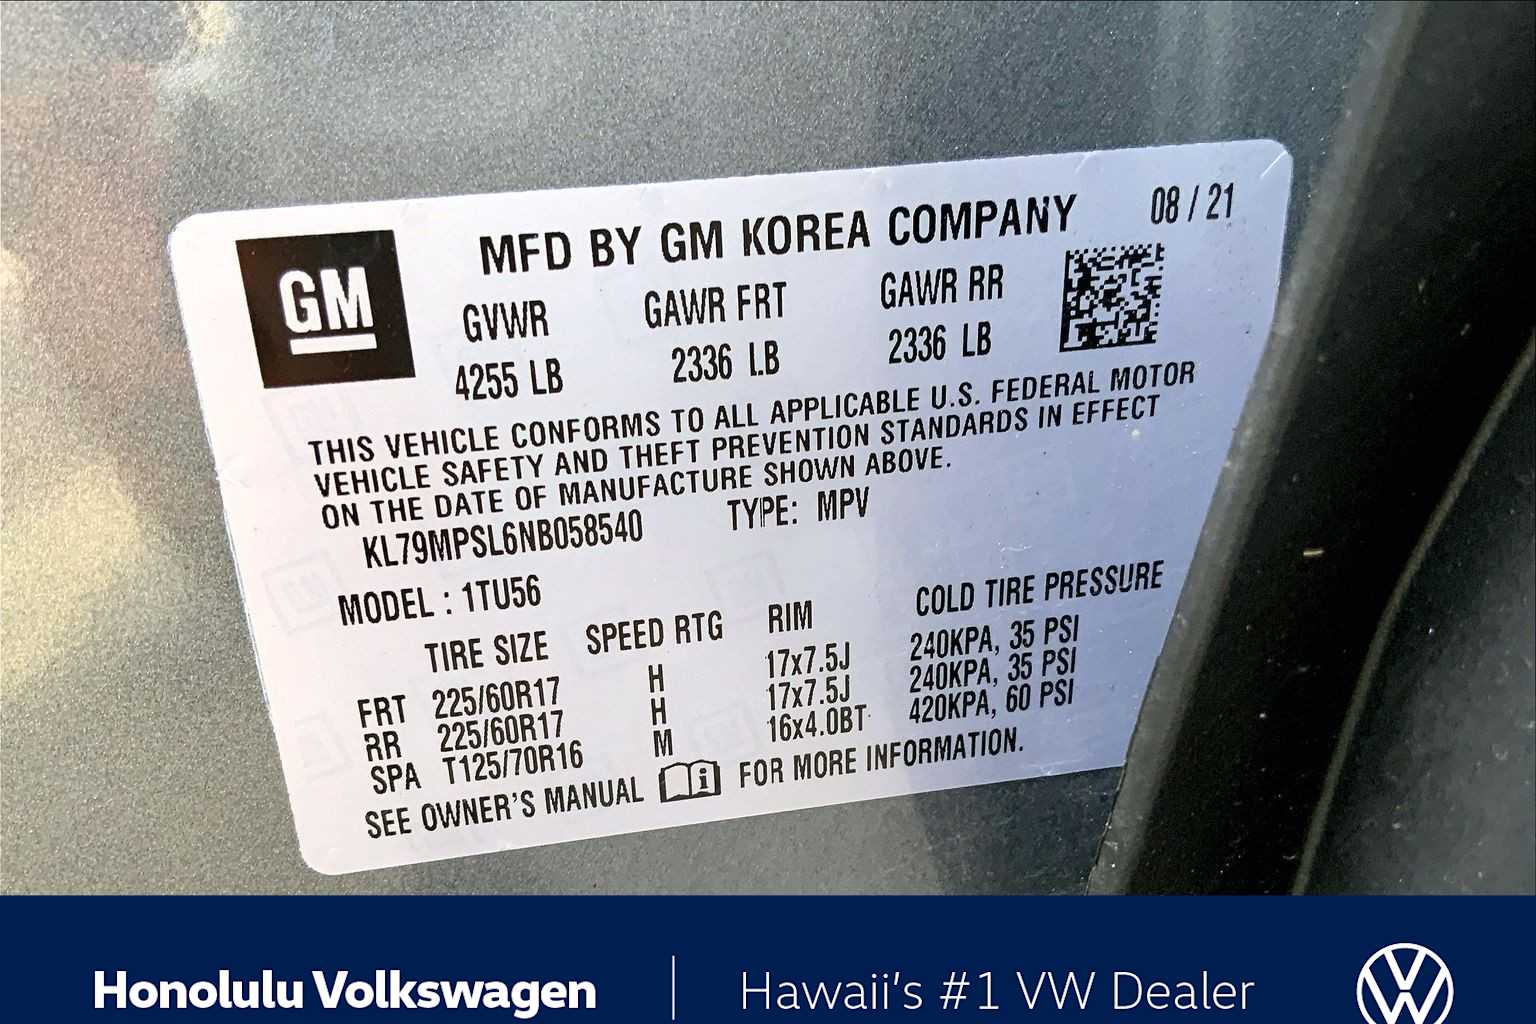 GM
MFD BY GM KOREA COMPANY 08 / 21
GVWR GAWR FRT GAWR RR
4255 LB 2336 LB 2336 LB
THIS VEHICLE CONFORMS TO ALL APPLICABLE U.S. FEDERAL MOTOR
VEHICLE SAFETY AND THEFT PREVENTION STANDARDS IN EFFECT
ON THE DATE OF MANUFACTURE SHOWN ABOVE.
KL79MPSL6NB058540 TYPE: MPV
MODEL : 1TU56
TIRE SIZE SPEED RTG RIM COLD TIRE PRESSURE
FRT 225/60R17 H 17x7.5J 240KPA, 35 PSI
RR 225/60R17 H 17x7.5J 240KPA, 35 PSI
SPA T125/70R16 M 16x4.0BT 420KPA, 60 PSI
SEE OWNER'S MANUAL i FOR MORE INFORMATION.
Honolulu Volkswagen | Hawaii's #1 VW Dealer